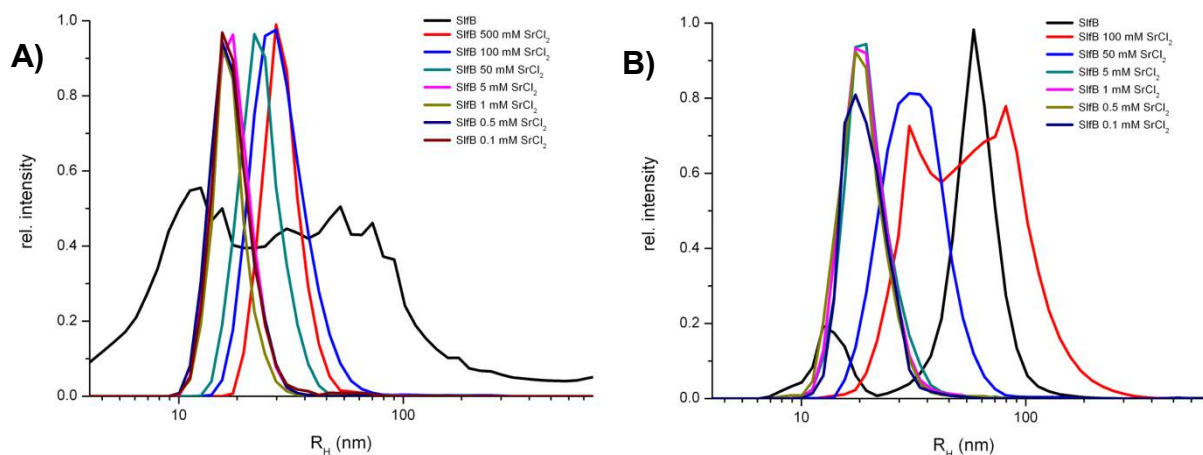 A)
rel. intensity
1.0
0.8
0.6
0.4
0.2
0.0
10
100
R_H (nm)
SlfB
SlfB 500 mM SrCl₂
SlfB 100 mM SrCl₂
SlfB 50 mM SrCl₂
SlfB 5 mM SrCl₂
SlfB 1 mM SrCl₂
SlfB 0.5 mM SrCl₂
SlfB 0.1 mM SrCl₂
B)
rel. intensity
1.0
0.8
0.6
0.4
0.2
0.0
10
100
R_H (nm)
SlfB
SlfB 100 mM SrCl₂
SlfB 50 mM SrCl₂
SlfB 5 mM SrCl₂
SlfB 1 mM SrCl₂
SlfB 0.5 mM SrCl₂
SlfB 0.1 mM SrCl₂